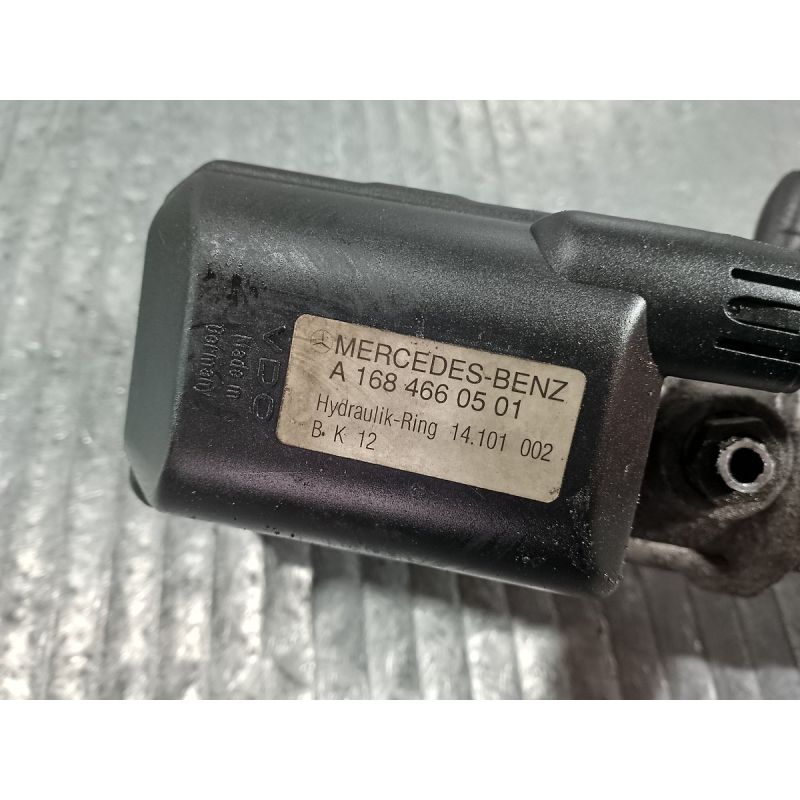 MERCEDES-BENZ
A 168 466 05 01
Hydraulik-Ring 14.101 002
B. K 12
VDO
Made in
Germany